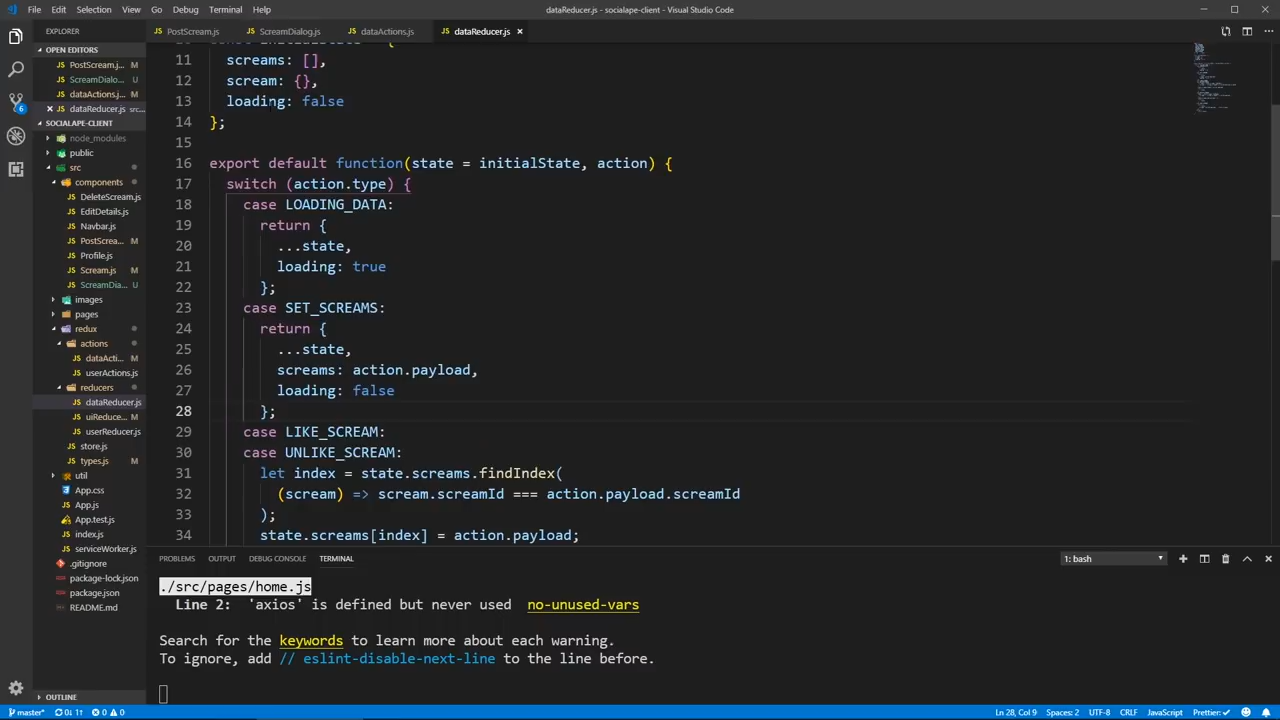 File Edit Selection View Debug Terminal Help
dataReducer.js - socialape-client - Visual Studio Code
EXPLORER
PostScream.js
ScreamDialog.js
dataActions.js
dataReducer.js ×
OPEN EDITORS
PostScream.j... M
ScreamDialo... U
dataActions.j... M
dataReducer.js src...
6
SOCIALAPE-CLIENT
node_modules
public
src
components
DeleteScream.js
EditDetails.js
Navbar.js
PostScrea... M
Profile.js
Scream.js M
ScreamDia... U
images
pages
redux
actions
dataActi... M
userActions.js
reducers
dataReducer.js
uiReduce... M
userReducer.js
store.js
types.js M
util
App.css
App.js
App.test.js
index.js
serviceWorker.js
.gitignore
package-lock.json
package.json
README.md
OUTLINE
11 screams: [],
12 scream: {},
13 loading: false
14 };
15
16 export default function(state = initialState, action) {
17 switch (action.type) {
18 case LOADING_DATA:
19 return {
20 ...state,
21 loading: true
22 };
23 case SET_SCREAMS:
24 return {
25 ...state,
26 screams: action.payload,
27 loading: false
28 };
29 case LIKE_SCREAM:
30 case UNLIKE_SCREAM:
31 let index = state.screams.findIndex(
32 (scream) => scream.screamId === action.payload.screamId
33 );
34 state.screams[index] = action.payload;
PROBLEMS OUTPUT DEBUG CONSOLE TERMINAL
1: bash
./src/pages/home.js
Line 2: 'axios' is defined but never used no-unused-vars
Search for the keywords to learn more about each warning.
To ignore, add // eslint-disable-next-line to the line before.
master* 0↓ 1↑ 0 0
Ln 28, Col 9 Spaces: 2 UTF-8 CRLF JavaScript Prettier: ✓